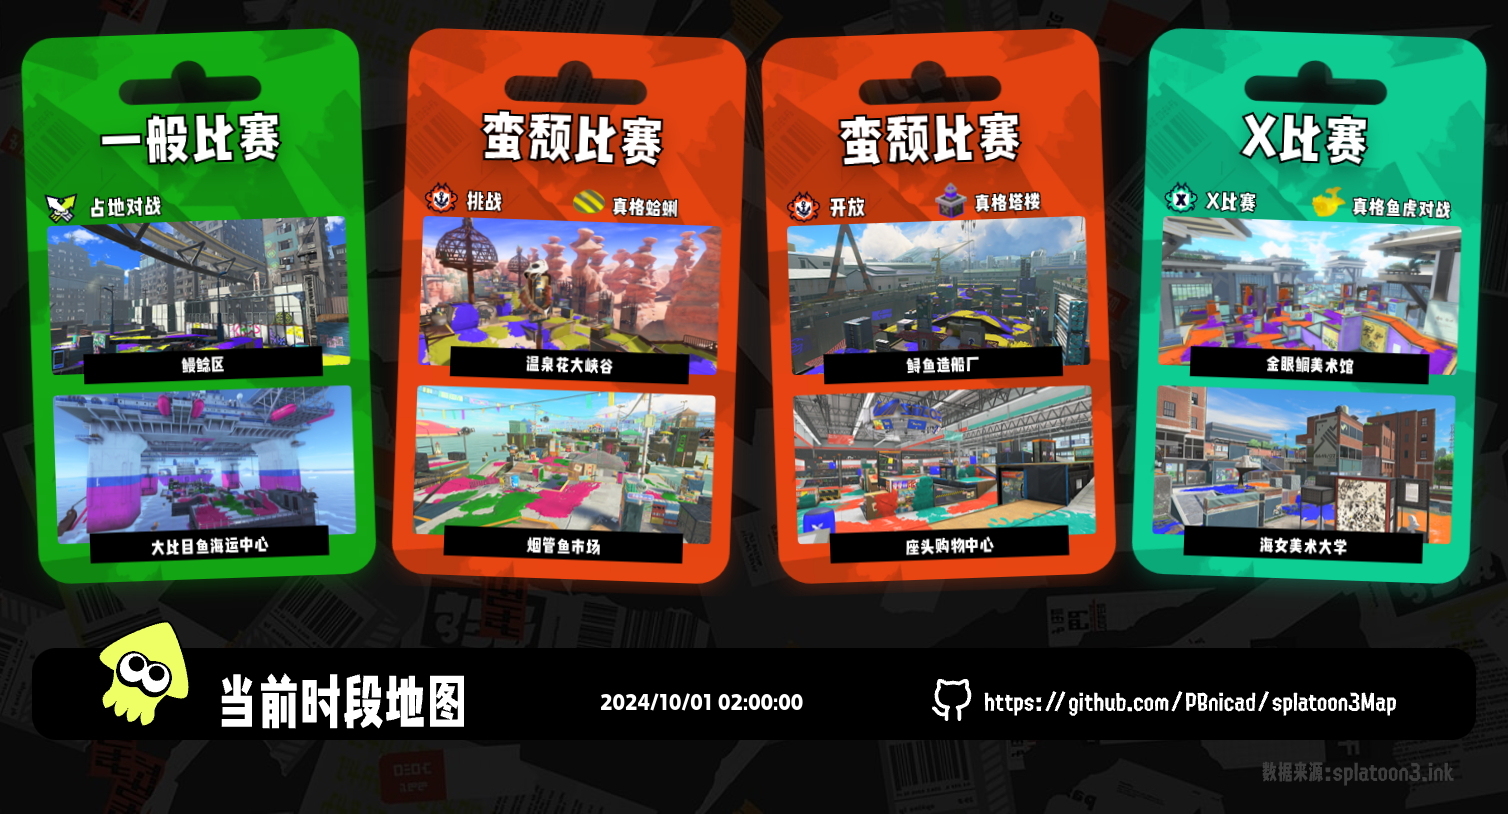 一般比赛
占地对战
鳗鲶区
大比目鱼海运中心
蛮颓比赛
挑战
真格蛤蜊
温泉花大峡谷
烟管鱼市场
蛮颓比赛
开放
真格塔楼
鲟鱼造船厂
座头购物中心
X比赛
X比赛
真格鱼虎对战
金眼鲷美术馆
海女美术大学
当前时段地图
2024/10/01 02:00:00
https://github.com/PBnicad/splatoon3Map
数据来源:splatoon3.ink